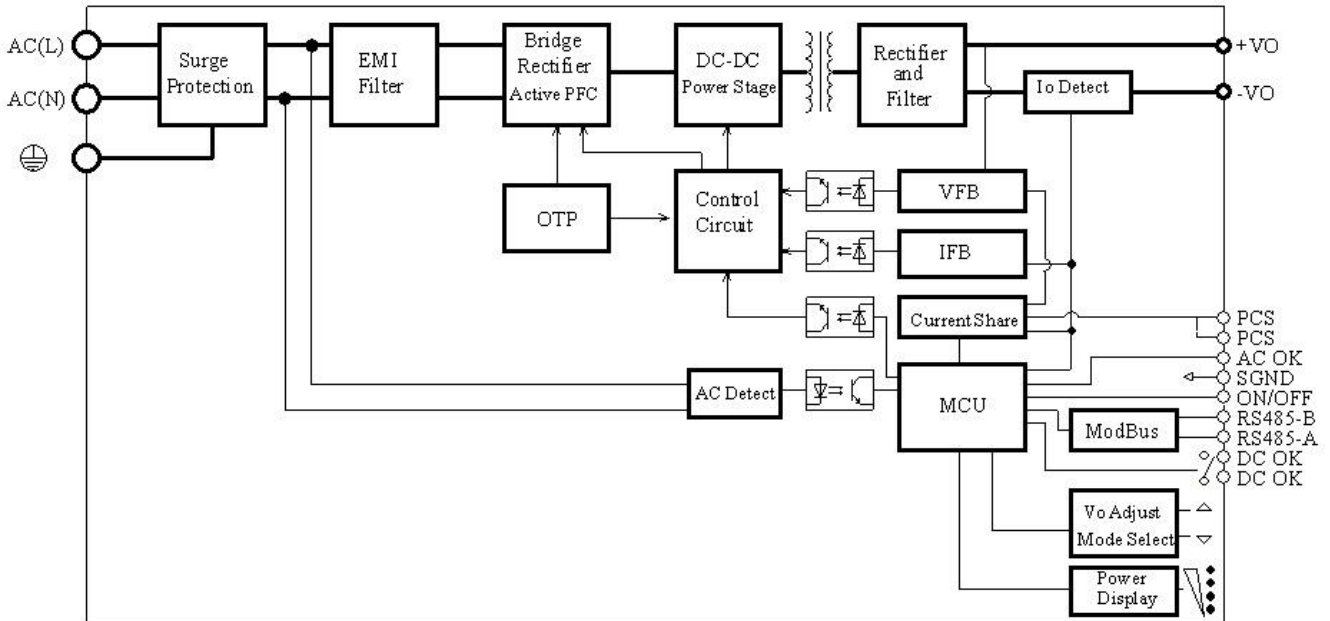 AC(L)
AC(N)
Surge
Protection
EMI
Filter
Bridge
Rectifier
Active PFC
DC-DC
Power Stage
Rectifier
and
Filter
Io Detect
+VO
-VO
OTP
Control
Circuit
VFB
IFB
Current Share
AC Detect
MCU
ModBus
PCS
PCS
AC OK
SGND
ON/OFF
RS485-B
RS485-A
DC OK
DC OK
Vo Adjust
Mode Select
Power
Display